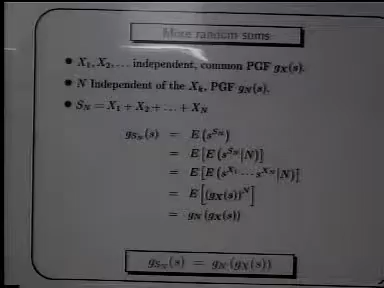 More random sums
• X₁, X₂, … independent, common PGF g_X(s).
• N Independent of the X_k, PGF g_N(s).
• S_N = X₁ + X₂ + … + X_N
g_{S_N}(s) = E(s^{S_N})
= E[E(s^{S_N}|N)]
= E[E(s^{X₁} ⋯ s^{X_N}|N)]
= E[(g_X(s))^N]
= g_N(g_X(s))
g_{S_N}(s) = g_N(g_X(s))